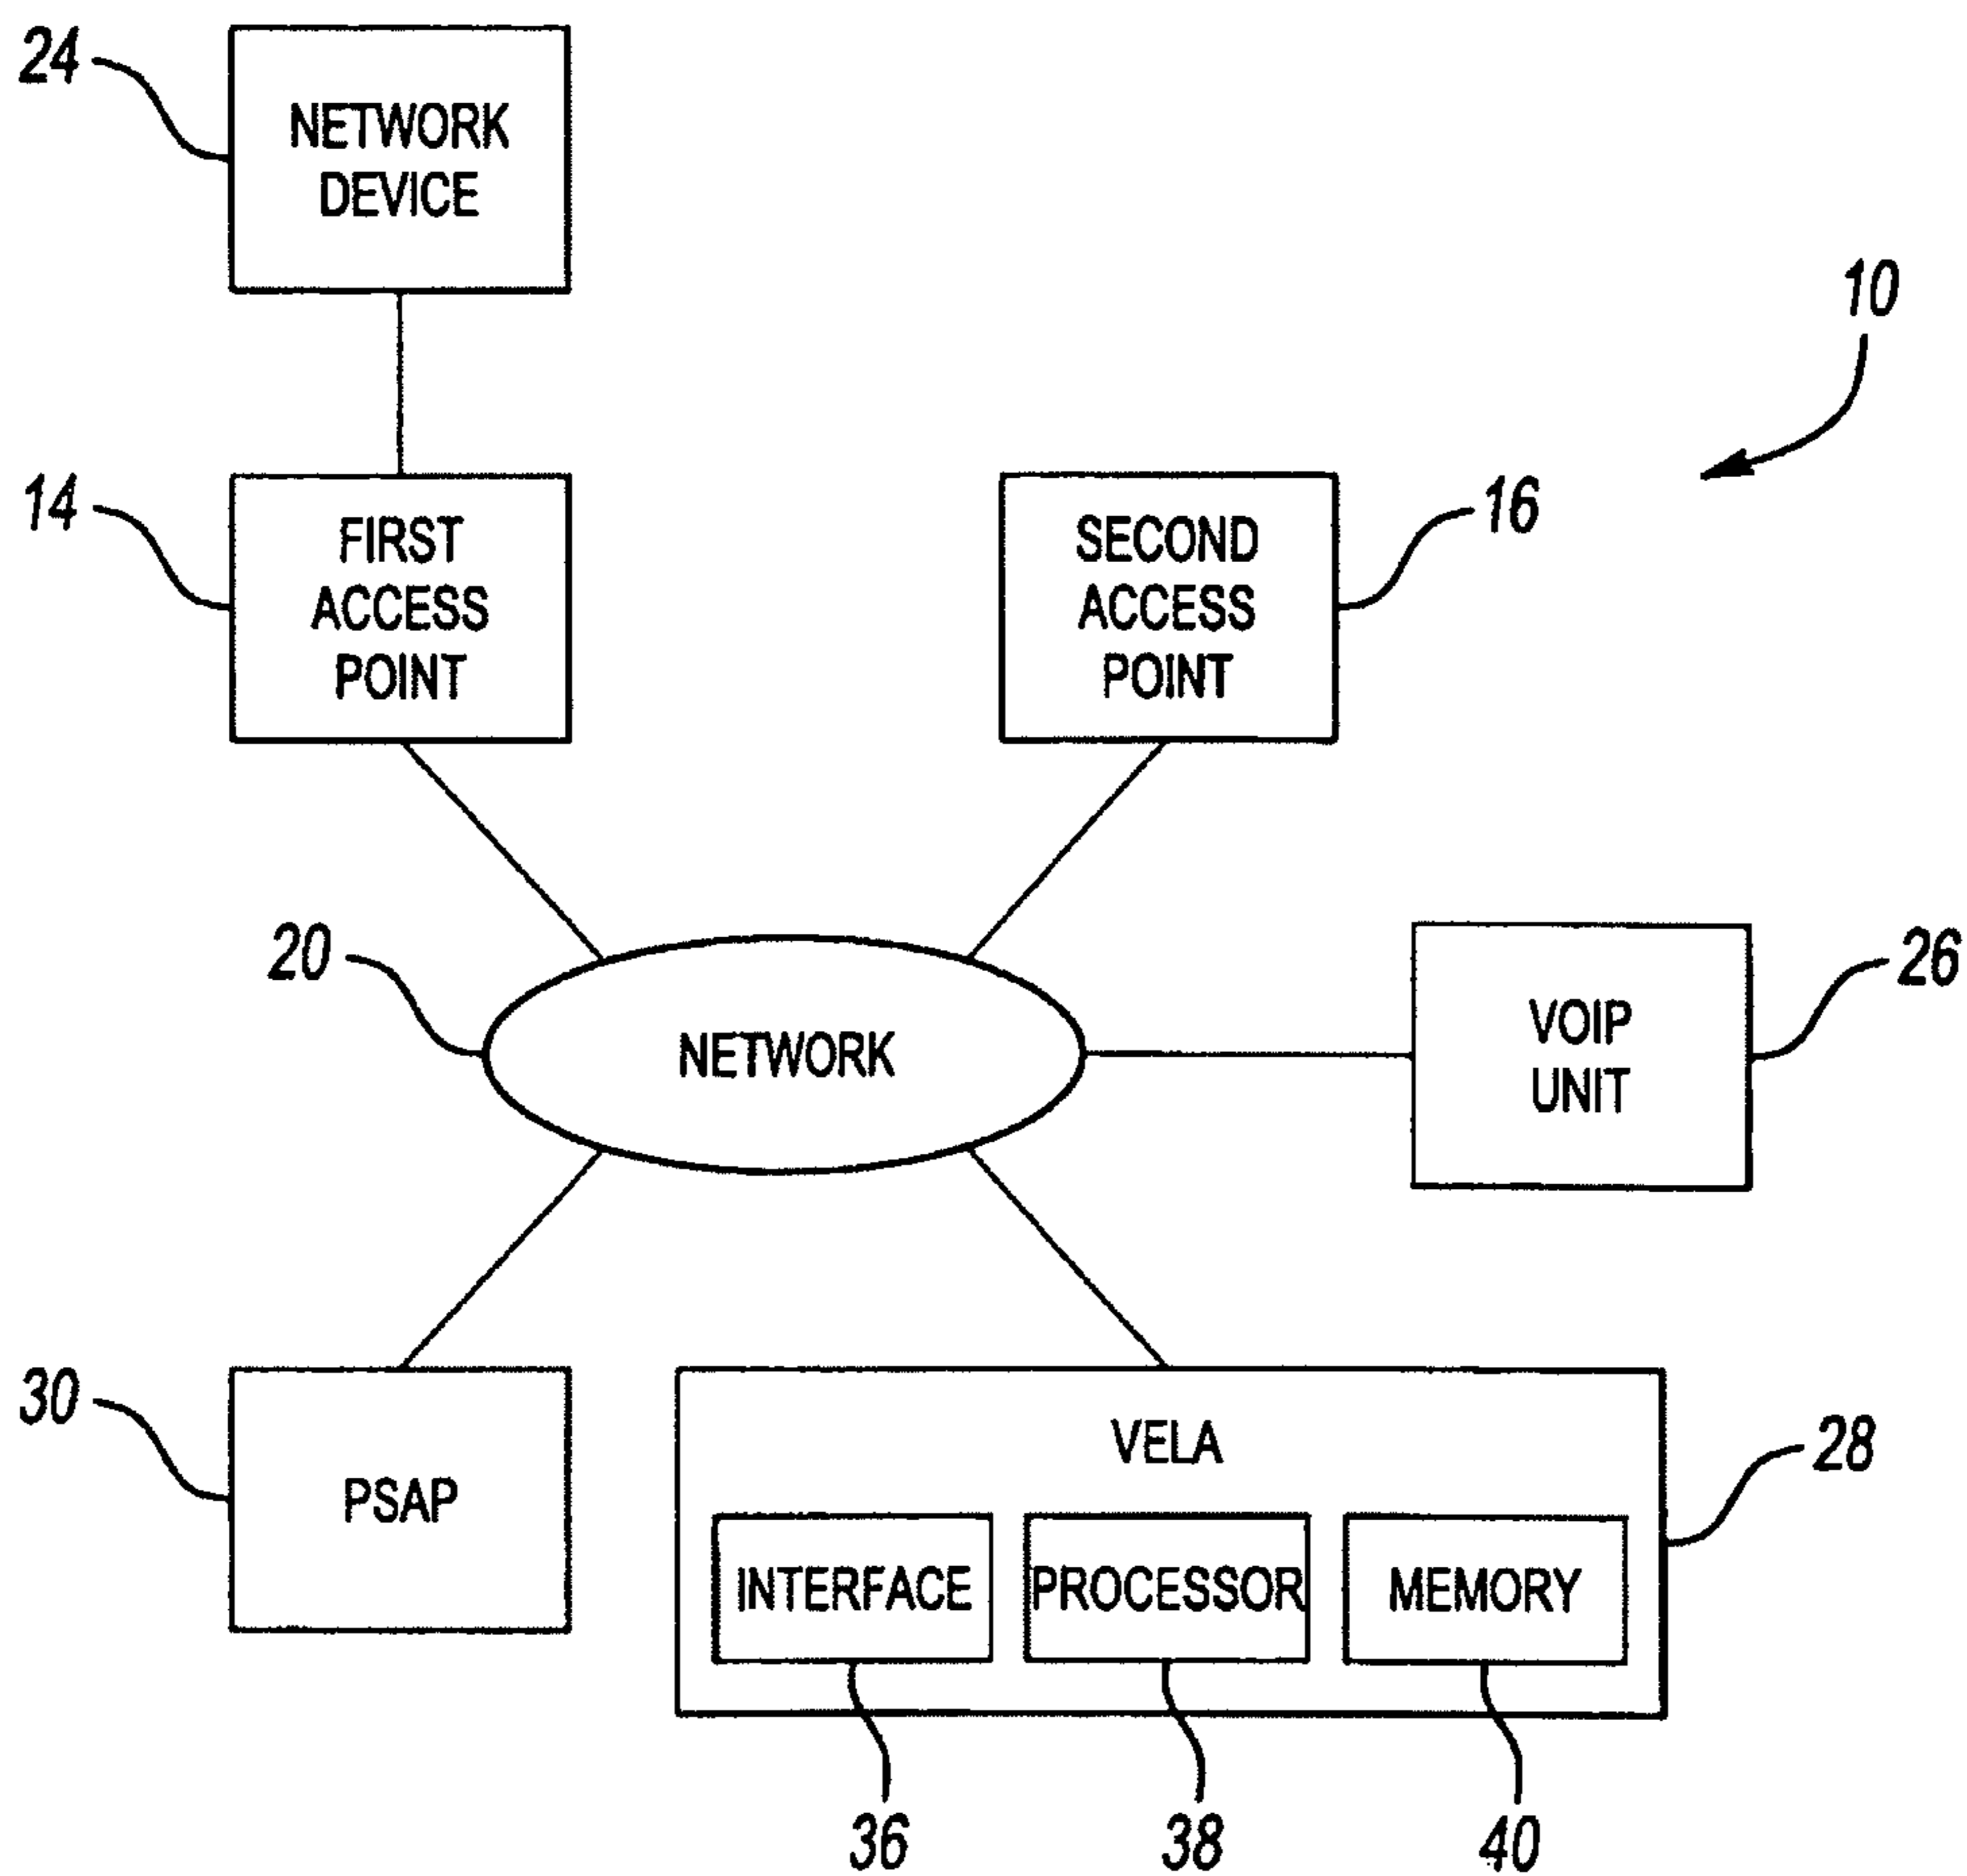 24
NETWORK
DEVICE
10
14
FIRST
ACCESS
POINT
SECOND
ACCESS
POINT
16
20
NETWORK
VOIP
UNIT
26
30
PSAP
VELA
28
INTERFACE
PROCESSOR
MEMORY
36
38
40